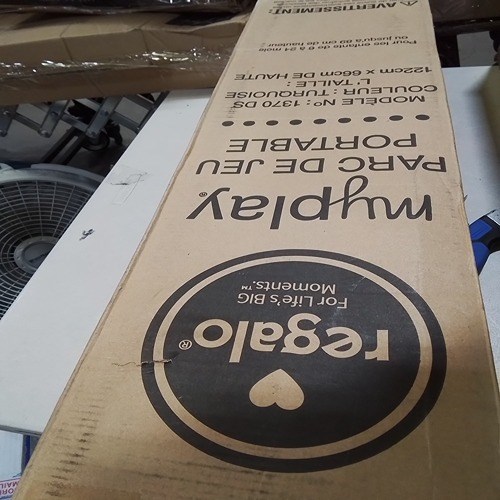 regalo®
For Life's BIG
Moments.™
myplay®
PARC DE JEU
PORTABLE
MODÈLE Nº: 1370 DS
COULEUR : TURQUOISE
L'TAILLE :
122cm x 66cm DE HAUTE
Pour les enfants de 6 à 24 mois
ou jusqu'à 89 cm de hauteur
⚠ AVERTISSEMENT